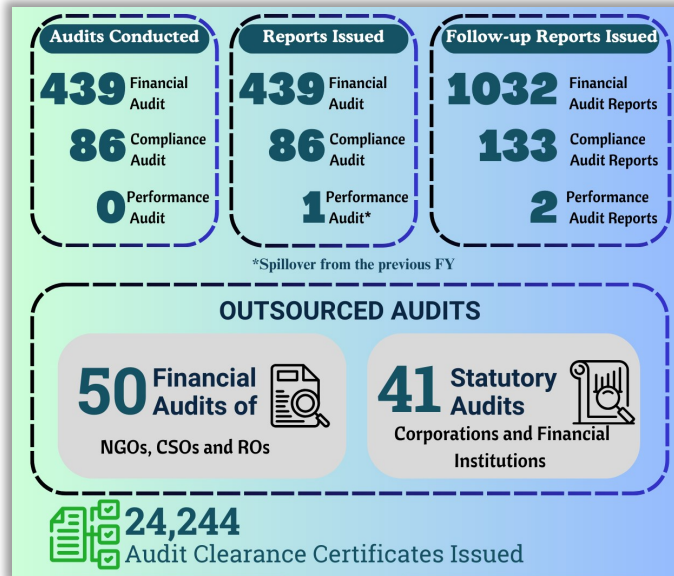 Audits Conducted
439 Financial
Audit
86 Compliance
Audit
0 Performance
Audit
Reports Issued
439 Financial
Audit
86 Compliance
Audit
1 Performance
Audit*
Follow-up Reports Issued
1032 Financial
Audit Reports
133 Compliance
Audit Reports
2 Performance
Audit Reports
*Spillover from the previous FY
OUTSOURCED AUDITS
50 Financial
Audits of
NGOs, CSOs and ROs
41 Statutory
Audits
Corporations and Financial
Institutions
24,244
Audit Clearance Certificates Issued